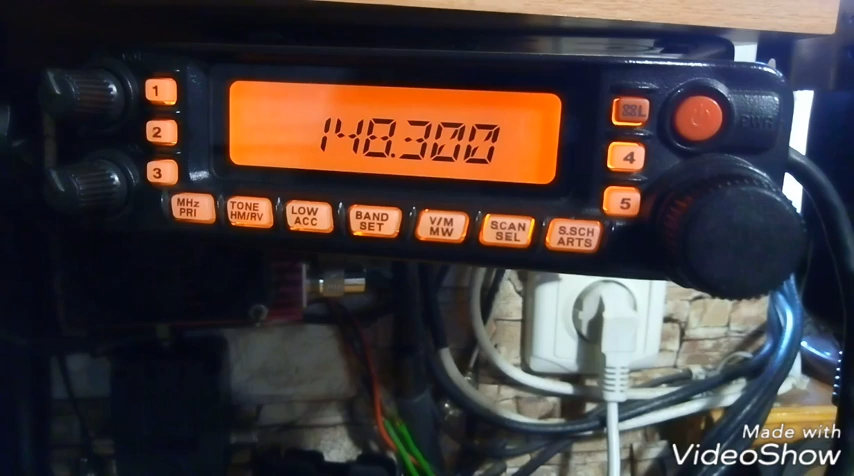 1
148.300
L
PWR
2
4
3
5
MHz
PRI
TONE
HM/RV
LOW
ACC
BAND
SET
V/M
MW
SCAN
SEL
S.SCH
ARTS
Made with
VideoShow